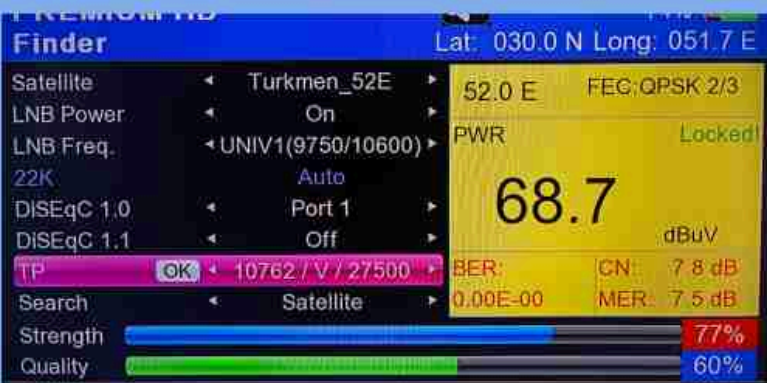 PREMIUM HD
Finder
Lat: 030.0 N Long: 051.7 E
Satellite Turkmen_52E
LNB Power On
LNB Freq. UNIV1(9750/10600)
22K Auto
DiSEqC 1.0 Port 1
DiSEqC 1.1 Off
TP OK 10762 / V / 27500
Search Satellite
52.0 E FEC:QPSK 2/3
PWR Locked!
68.7
dBuV
BER: CN: 7.8 dB
0.00E-00 MER: 7.5 dB
Strength 77%
Quality 60%